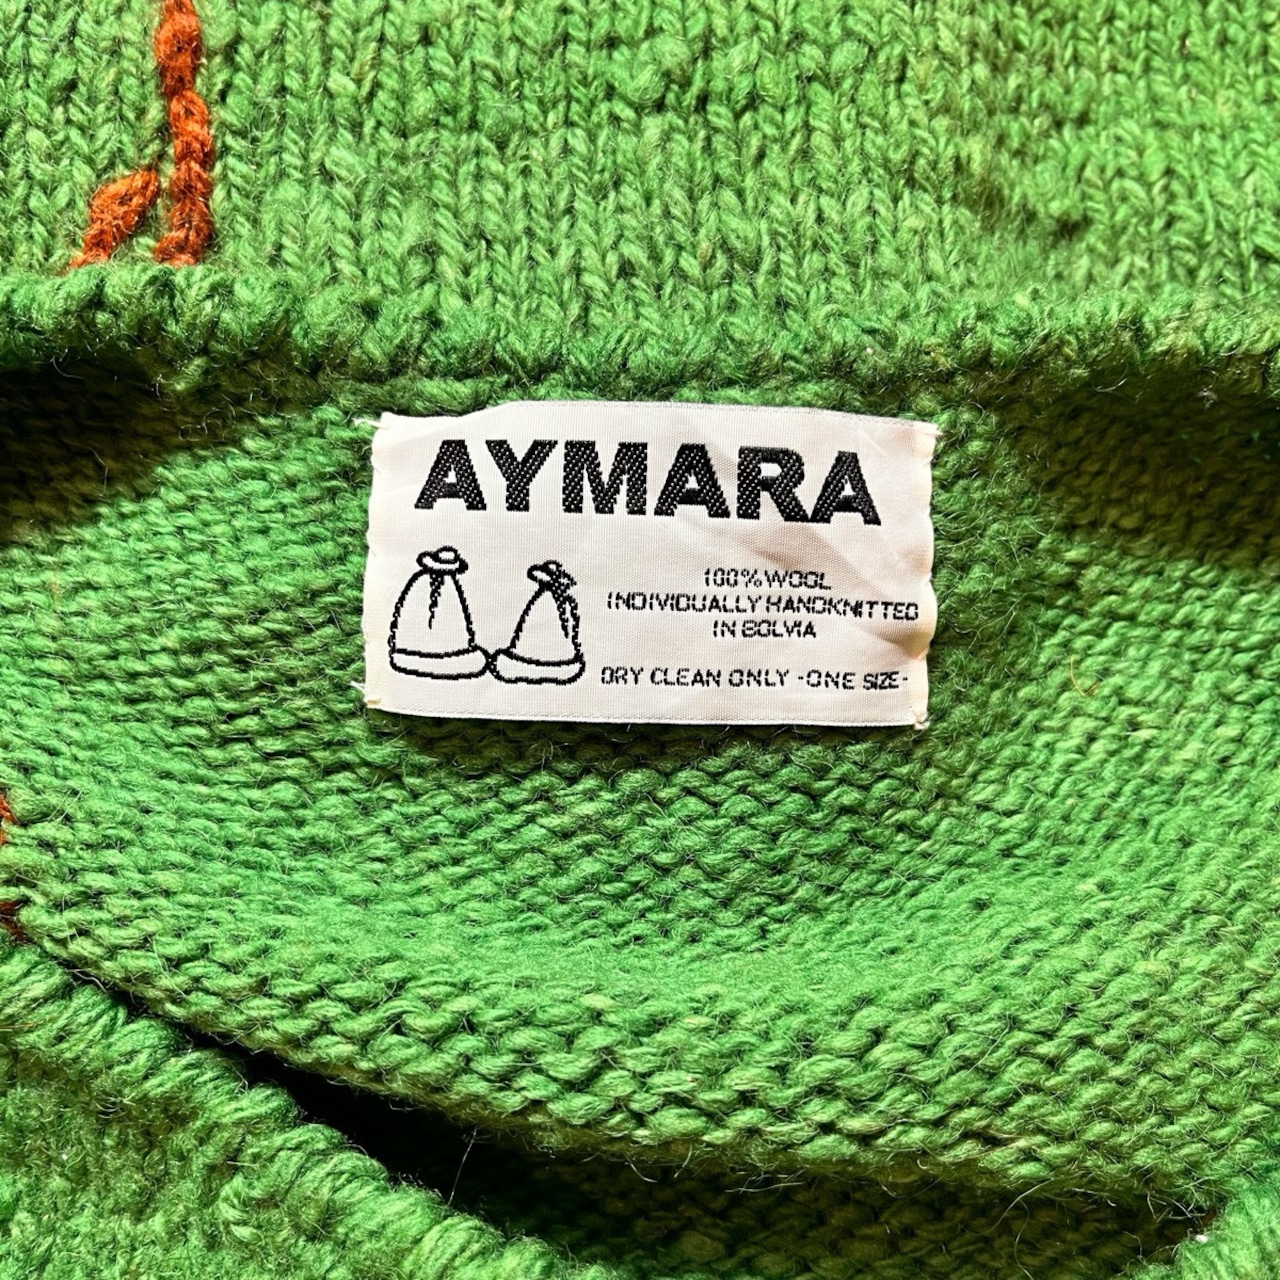 AYMARA
100% WOOL
INDIVIDUALLY HANDKNITTED
IN BOLVIA
DRY CLEAN ONLY -ONE SIZE-